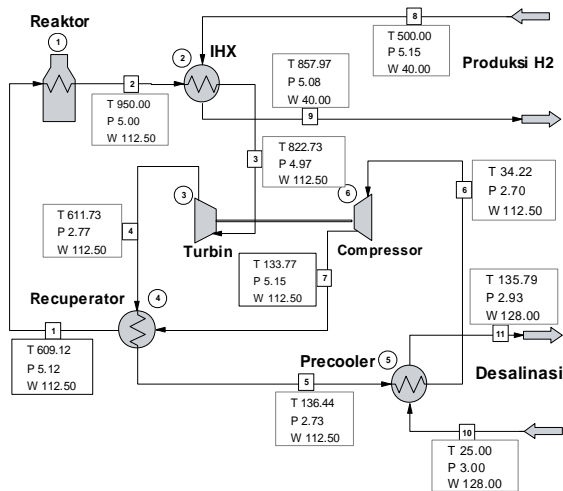 Reaktor
1
2
T 950.00
P 5.00
W 112.50
2
IHX
T 857.97
P 5.08
W 40.00
9
8
T 500.00
P 5.15
W 40.00
Produksi H2
3
T 822.73
P 4.97
W 112.50
3
Turbin
6
Compressor
6
T 34.22
P 2.70
W 112.50
4
T 611.73
P 2.77
W 112.50
7
T 133.77
P 5.15
W 112.50
Recuperator
4
1
T 609.12
P 5.12
W 112.50
5
T 136.44
P 2.73
W 112.50
Precooler
5
11
T 135.79
P 2.93
W 128.00
Desalinasi
10
T 25.00
P 3.00
W 128.00